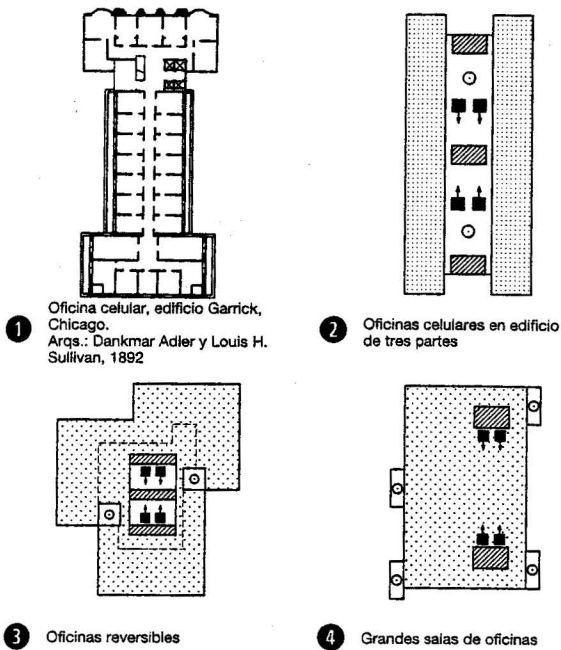 1
Oficina celular, edificio Garrick,
Chicago.
Arqs.: Dankmar Adler y Louis H.
Sullivan, 1892
2
Oficinas celulares en edificio
de tres partes
3
Oficinas reversibles
4
Grandes salas de oficinas